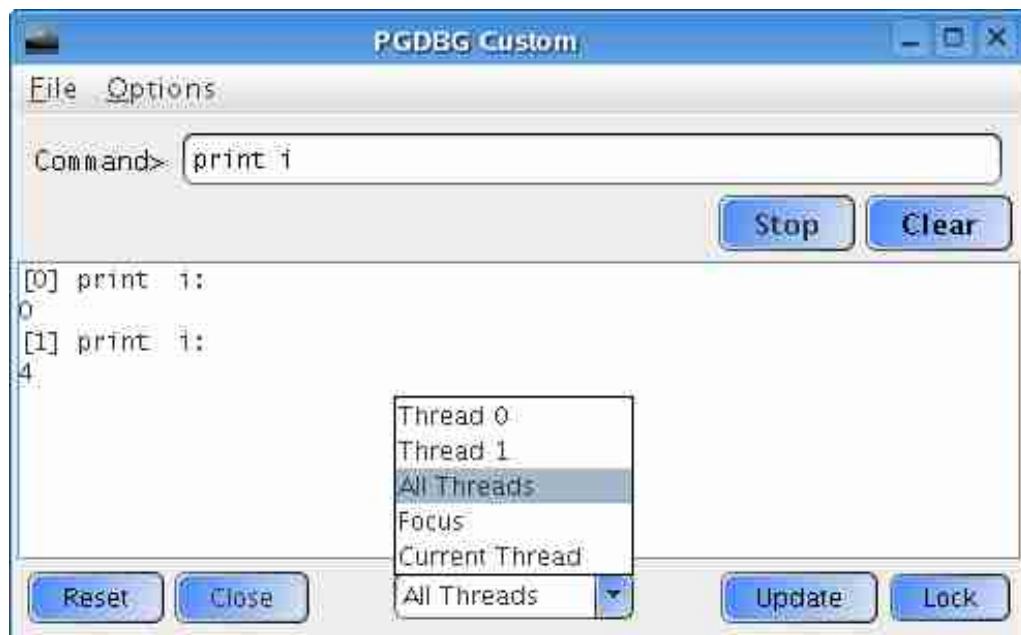 PGDBG Custom
File Options
Command> print i
Stop Clear
[0] print i:
0
[1] print i:
4
Thread 0
Thread 1
All Threads
Focus
Current Thread
Reset Close All Threads Update Lock